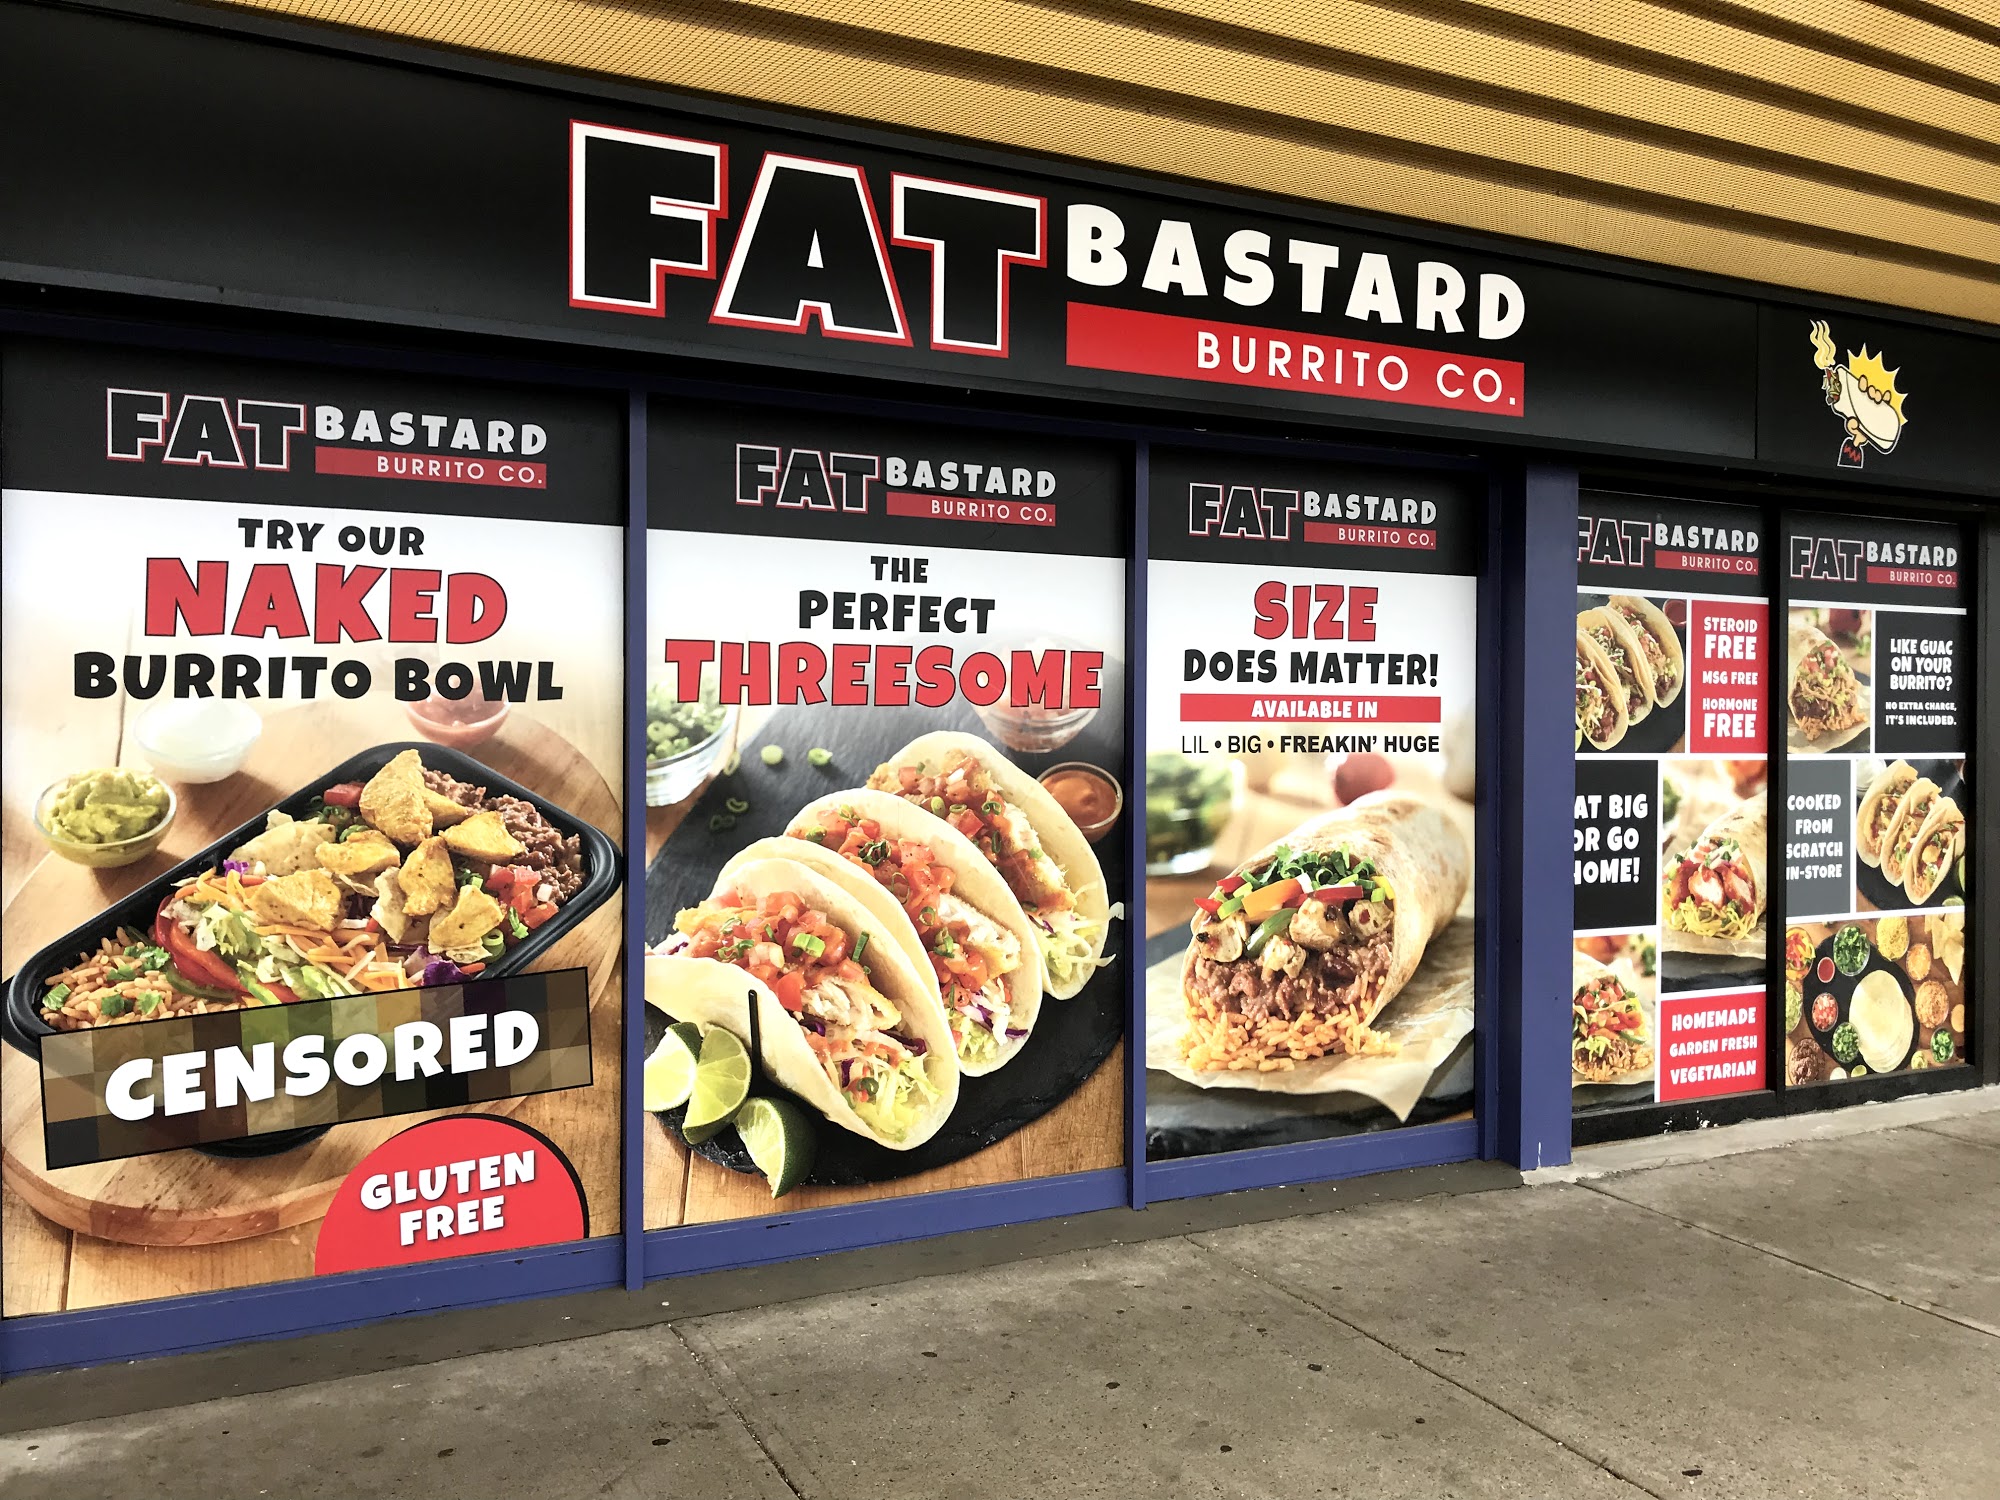 FAT BASTARD
BURRITO CO.
FAT BASTARD
BURRITO CO.
TRY OUR
NAKED
BURRITO BOWL
CENSORED
GLUTEN
FREE
FAT BASTARD
BURRITO CO.
THE
PERFECT
THREESOME
FAT BASTARD
BURRITO CO.
SIZE
DOES MATTER!
AVAILABLE IN
LIL • BIG • FREAKIN' HUGE
FAT BASTARD
BURRITO CO.
STEROID
FREE
MSG FREE
HORMONE
FREE
AT BIG
OR GO
HOME!
HOMEMADE
GARDEN FRESH
VEGETARIAN
FAT BASTARD
BURRITO CO.
LIKE GUAC
ON YOUR
BURRITO?
NO EXTRA CHARGE,
IT'S INCLUDED.
COOKED
FROM
SCRATCH
IN-STORE